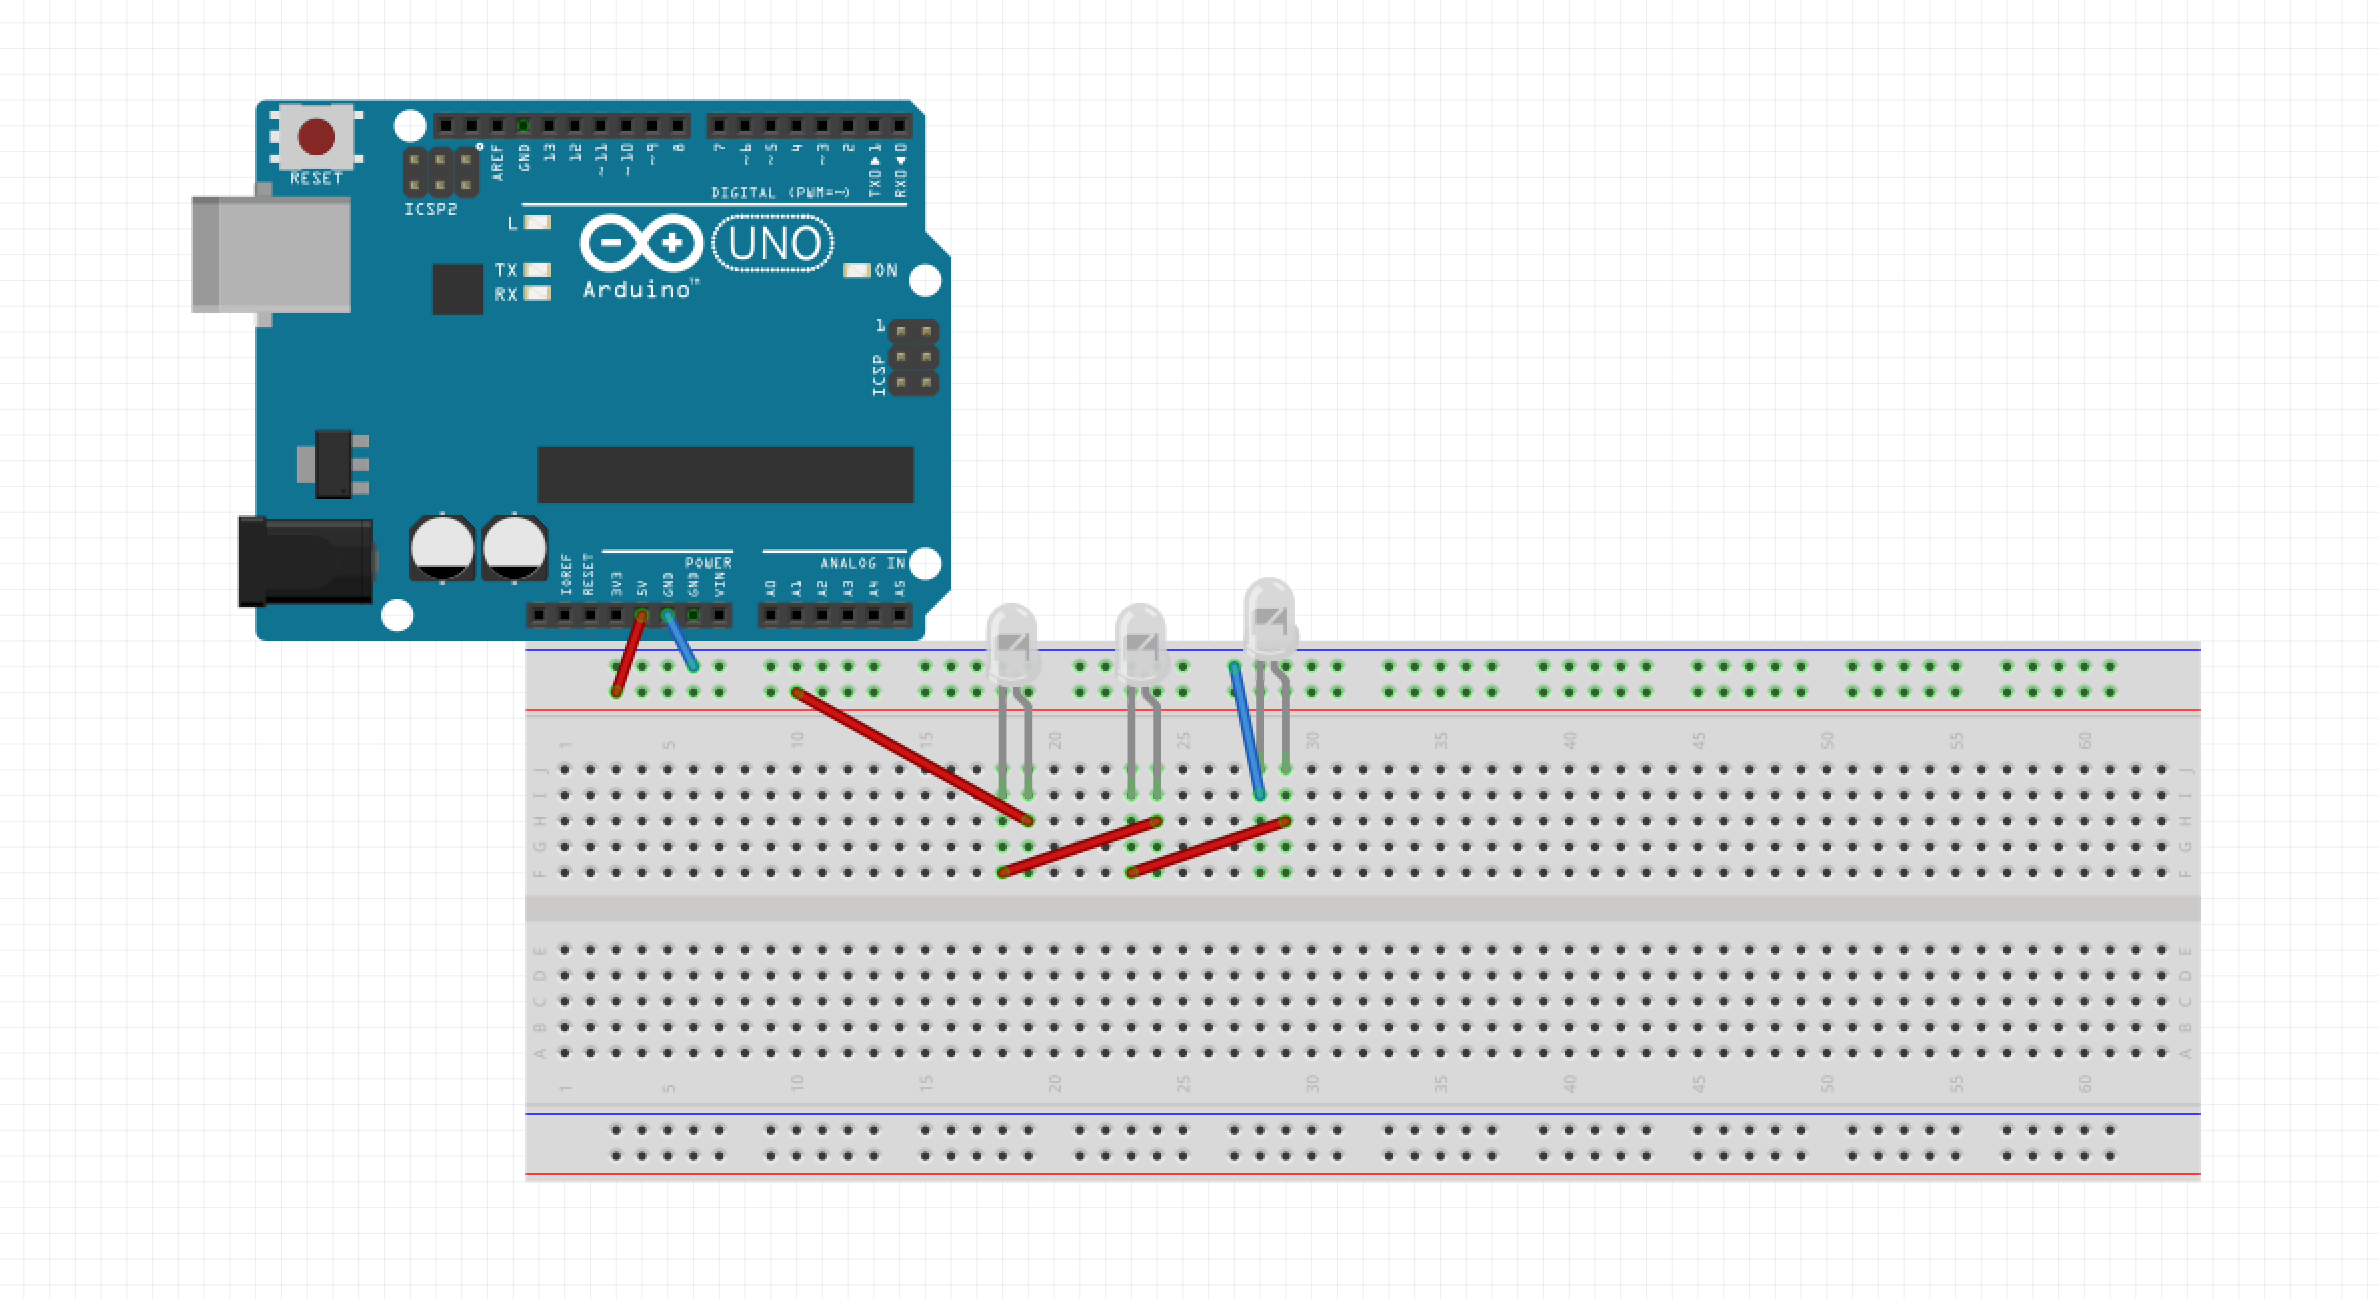 RESET
ICSP2
AREF
GND
13
12
~11
~10
~9
8
7
~6
~5
4
~3
2
TX0▶1
RX0◀0
DIGITAL (PWM=~)
L
TX
RX
UNO
Arduino™
ON
1
ICSP
POWER
ANALOG IN
IOREF
RESET
3V3
5V
GND
GND
VIN
A0
A1
A2
A3
A4
A5
1 5 10 15 20 25 30 35 40 45 50 55 60
J J
I I
H H
G G
F F
E E
D D
C C
B B
A A
1 5 10 15 20 25 30 35 40 45 50 55 60